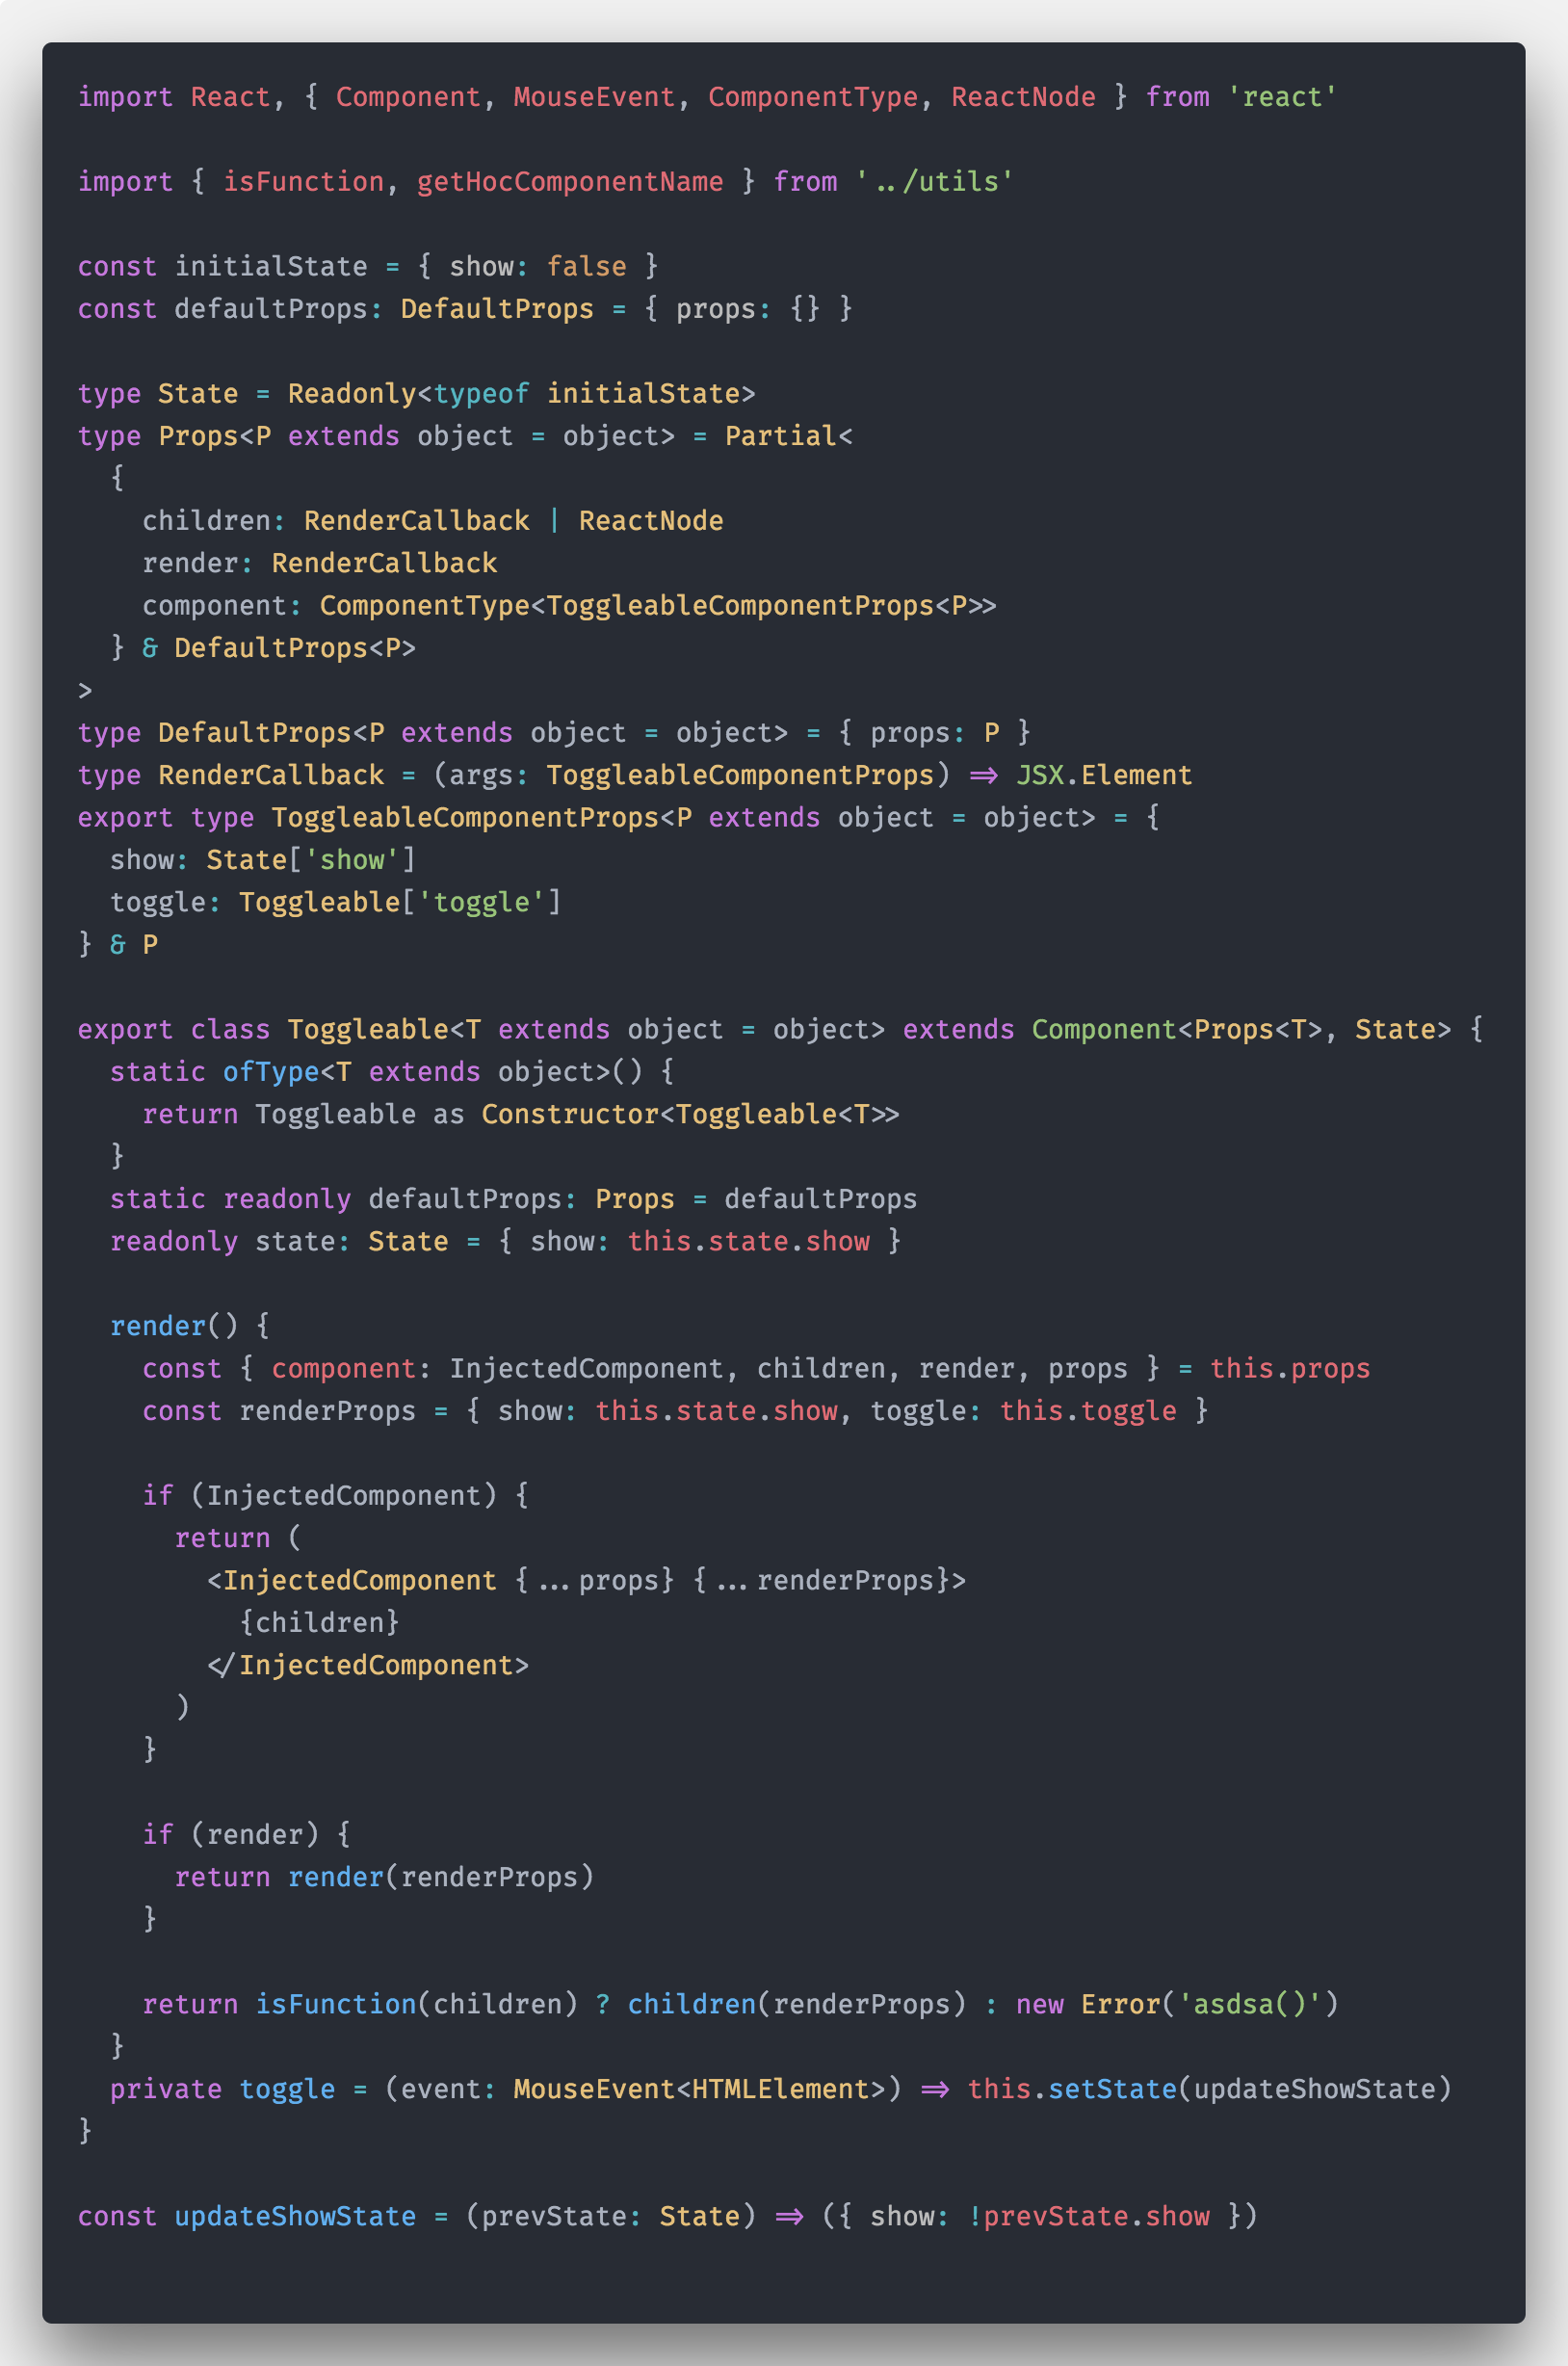 import React, { Component, MouseEvent, ComponentType, ReactNode } from 'react'

import { isFunction, getHocComponentName } from '../utils'

const initialState = { show: false }
const defaultProps: DefaultProps = { props: {} }

type State = Readonly<typeof initialState>
type Props<P extends object = object> = Partial<
  {
    children: RenderCallback | ReactNode
    render: RenderCallback
    component: ComponentType<ToggleableComponentProps<P>>
  } & DefaultProps<P>
>
type DefaultProps<P extends object = object> = { props: P }
type RenderCallback = (args: ToggleableComponentProps) => JSX.Element
export type ToggleableComponentProps<P extends object = object> = {
  show: State['show']
  toggle: Toggleable['toggle']
} & P

export class Toggleable<T extends object = object> extends Component<Props<T>, State> {
  static ofType<T extends object>() {
    return Toggleable as Constructor<Toggleable<T>>
  }
  static readonly defaultProps: Props = defaultProps
  readonly state: State = { show: this.state.show }

  render() {
    const { component: InjectedComponent, children, render, props } = this.props
    const renderProps = { show: this.state.show, toggle: this.toggle }

    if (InjectedComponent) {
      return (
        <InjectedComponent {...props} {...renderProps}>
          {children}
        </InjectedComponent>
      )
    }

    if (render) {
      return render(renderProps)
    }

    return isFunction(children) ? children(renderProps) : new Error('asdsa()')
  }
  private toggle = (event: MouseEvent<HTMLElement>) => this.setState(updateShowState)
}

const updateShowState = (prevState: State) => ({ show: !prevState.show })